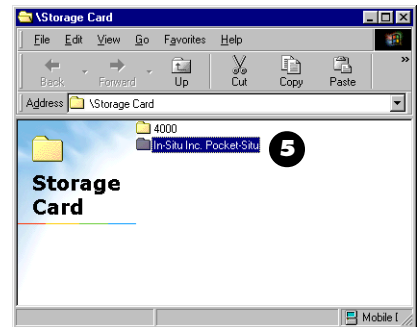 \Storage Card
File Edit View Go Favorites Help
Back Forward Up Cut Copy Paste »
Address \Storage Card
4000
In-Situ Inc. Pocket-Situ
5
Storage
Card
Mobile